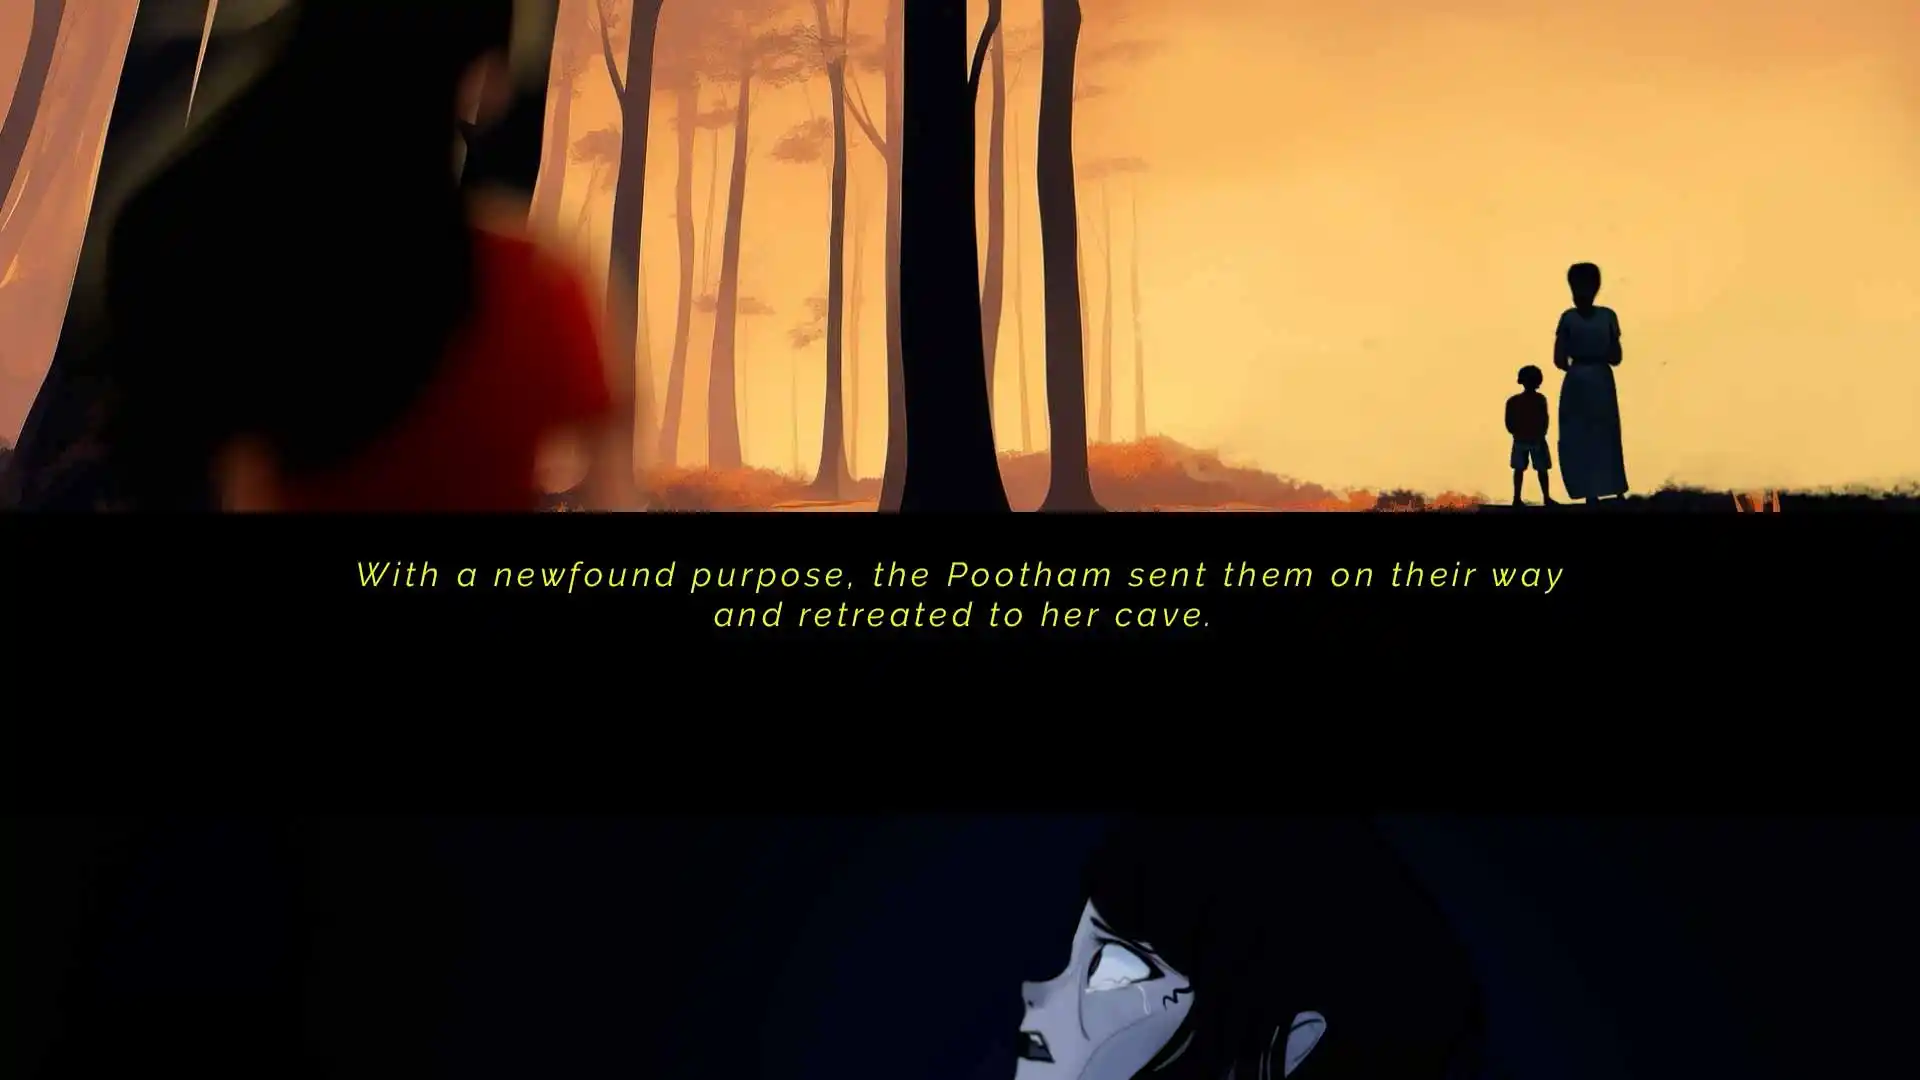 With a newfound purpose, the Pootham sent them on their way
and retreated to her cave.